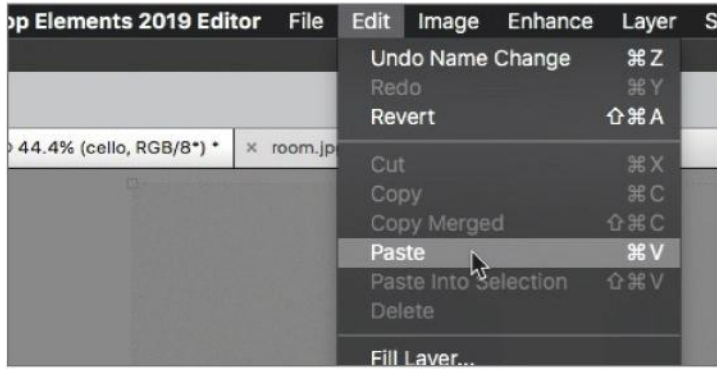 op Elements 2019 Editor File Edit Image Enhance Layer S
Undo Name Change ⌘Z
Redo ⌘Y
Revert ⇧⌘A
44.4% (cello, RGB/8*) * × room.jp
Cut ⌘X
Copy ⌘C
Copy Merged ⇧⌘C
Paste ⌘V
Paste Into Selection ⇧⌘V
Delete
Fill Layer...